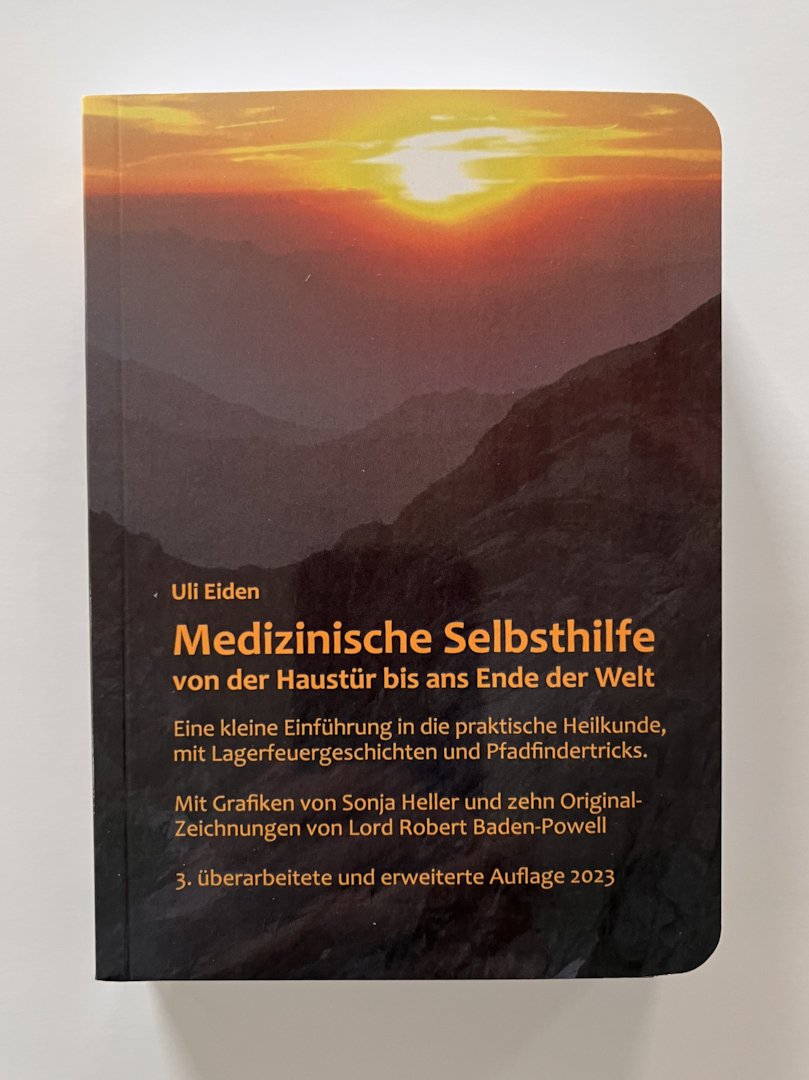 Uli Eiden
Medizinische Selbsthilfe
von der Haustür bis ans Ende der Welt
Eine kleine Einführung in die praktische Heilkunde,
mit Lagerfeuergeschichten und Pfadfindertricks.
Mit Grafiken von Sonja Heller und zehn Original-
Zeichnungen von Lord Robert Baden-Powell
3. überarbeitete und erweiterte Auflage 2023